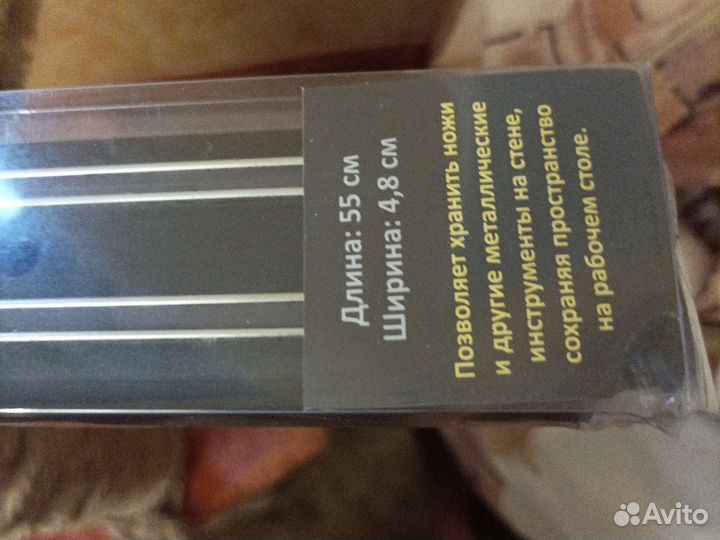 Длина: 55 см
Ширина: 4,8 см
Позволяет хранить ножи
и другие металлические
инструменты на стене,
сохраняя пространство
на рабочем столе.
Avito